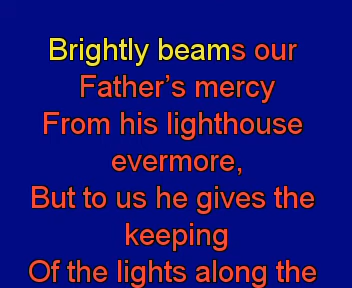 Brightly beams our
Father’s mercy
From his lighthouse
evermore,
But to us he gives the
keeping
Of the lights along the